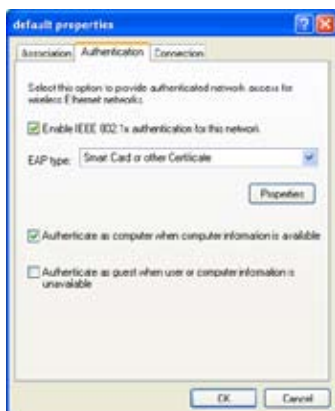 default properties
Association Authentication Connection
Select this option to provide authenticated network access for
wireless Ethernet networks.
Enable IEEE 802.1x authentication for this network
EAP type: Smart Card or other Certificate
Properties
Authenticate as computer when computer information is available
Authenticate as guest when user or computer information is
unavailable
OK Cancel